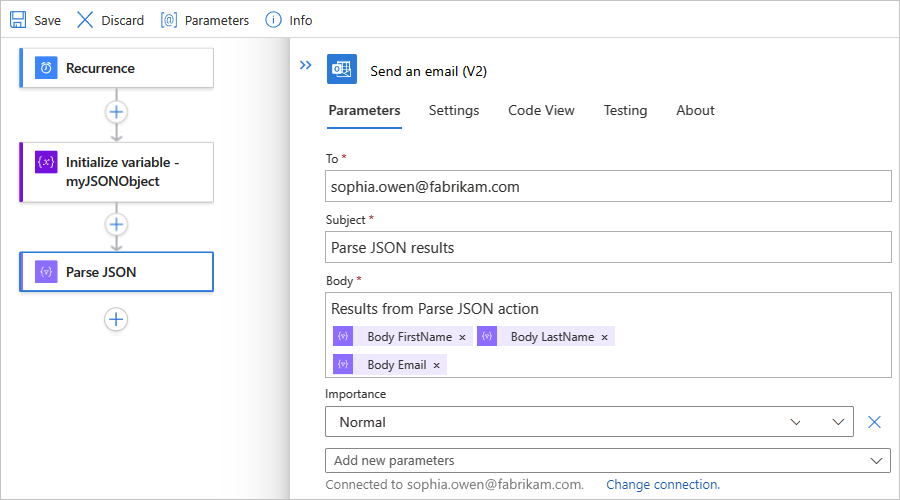 Save Discard Parameters Info
Recurrence
Initialize variable -
myJSONObject
Parse JSON
Send an email (V2)
Parameters Settings Code View Testing About
To *
sophia.owen@fabrikam.com
Subject *
Parse JSON results
Body *
Results from Parse JSON action
Body FirstName × Body LastName ×
Body Email ×
Importance
Normal
Add new parameters
Connected to sophia.owen@fabrikam.com. Change connection.